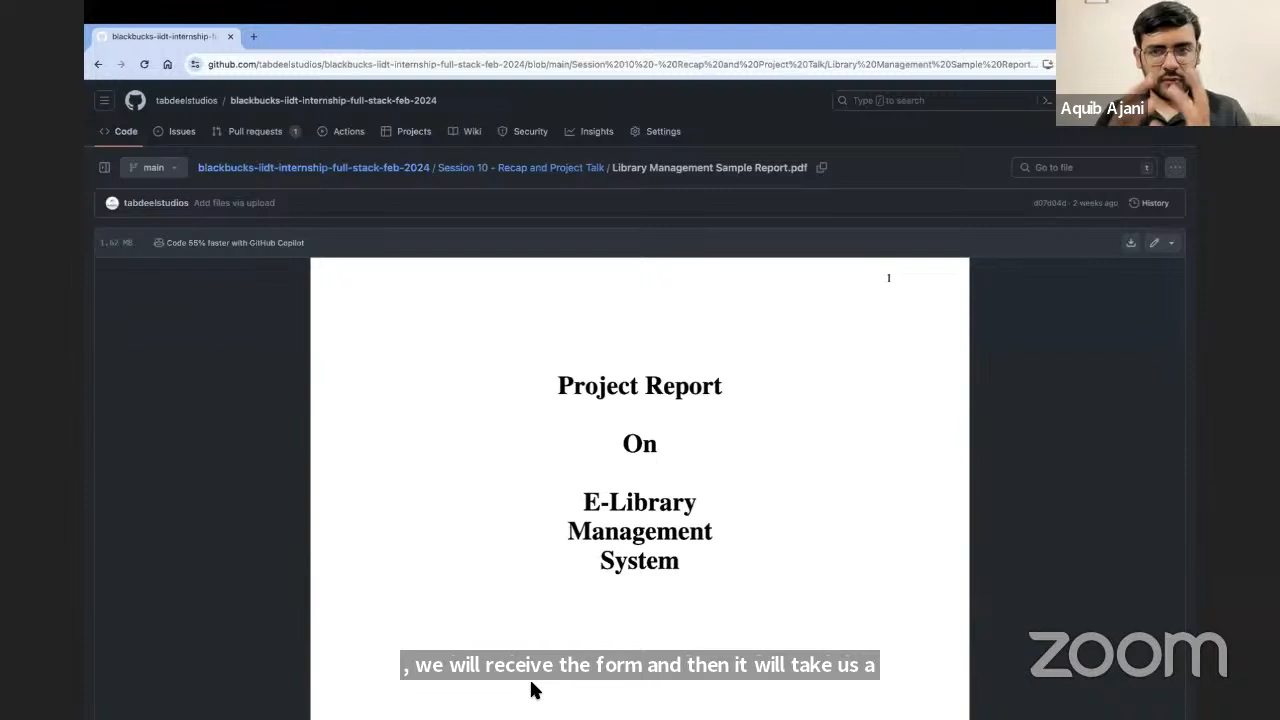 blackbucks-iidt-internship-f
github.com/tabdeelstudios/blackbucks-iidt-internship-full-stack-feb-2024/blob/main/Session%2010%20-%20Recap%20and%20Project%20Talk/Library%20Management%20Sample%20Report...
Aquib Ajani
tabdeelstudios / blackbucks-iidt-internship-full-stack-feb-2024
Type / to search
Code Issues Pull requests 1 Actions Projects Wiki Security Insights Settings
main blackbucks-iidt-internship-full-stack-feb-2024 / Session 10 - Recap and Project Talk / Library Management Sample Report.pdf
Go to file t
tabdeelstudios Add files via upload
d07d04d · 2 weeks ago History
1.62 MB Code 55% faster with GitHub Copilot
1
Project Report
On
E-Library
Management
System
, we will receive the form and then it will take us a
zoom